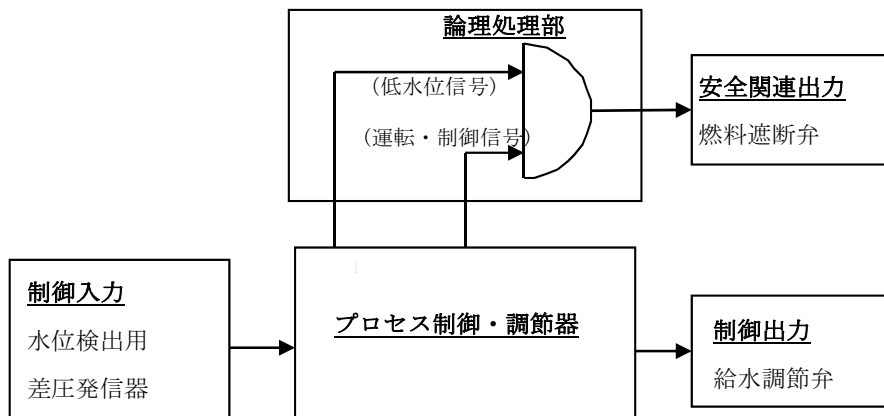 論理処理部
(低水位信号)
(運転・制御信号)
安全関連出力
燃料遮断弁
制御入力
水位検出用
差圧発信器
プロセス制御・調節器
制御出力
給水調節弁